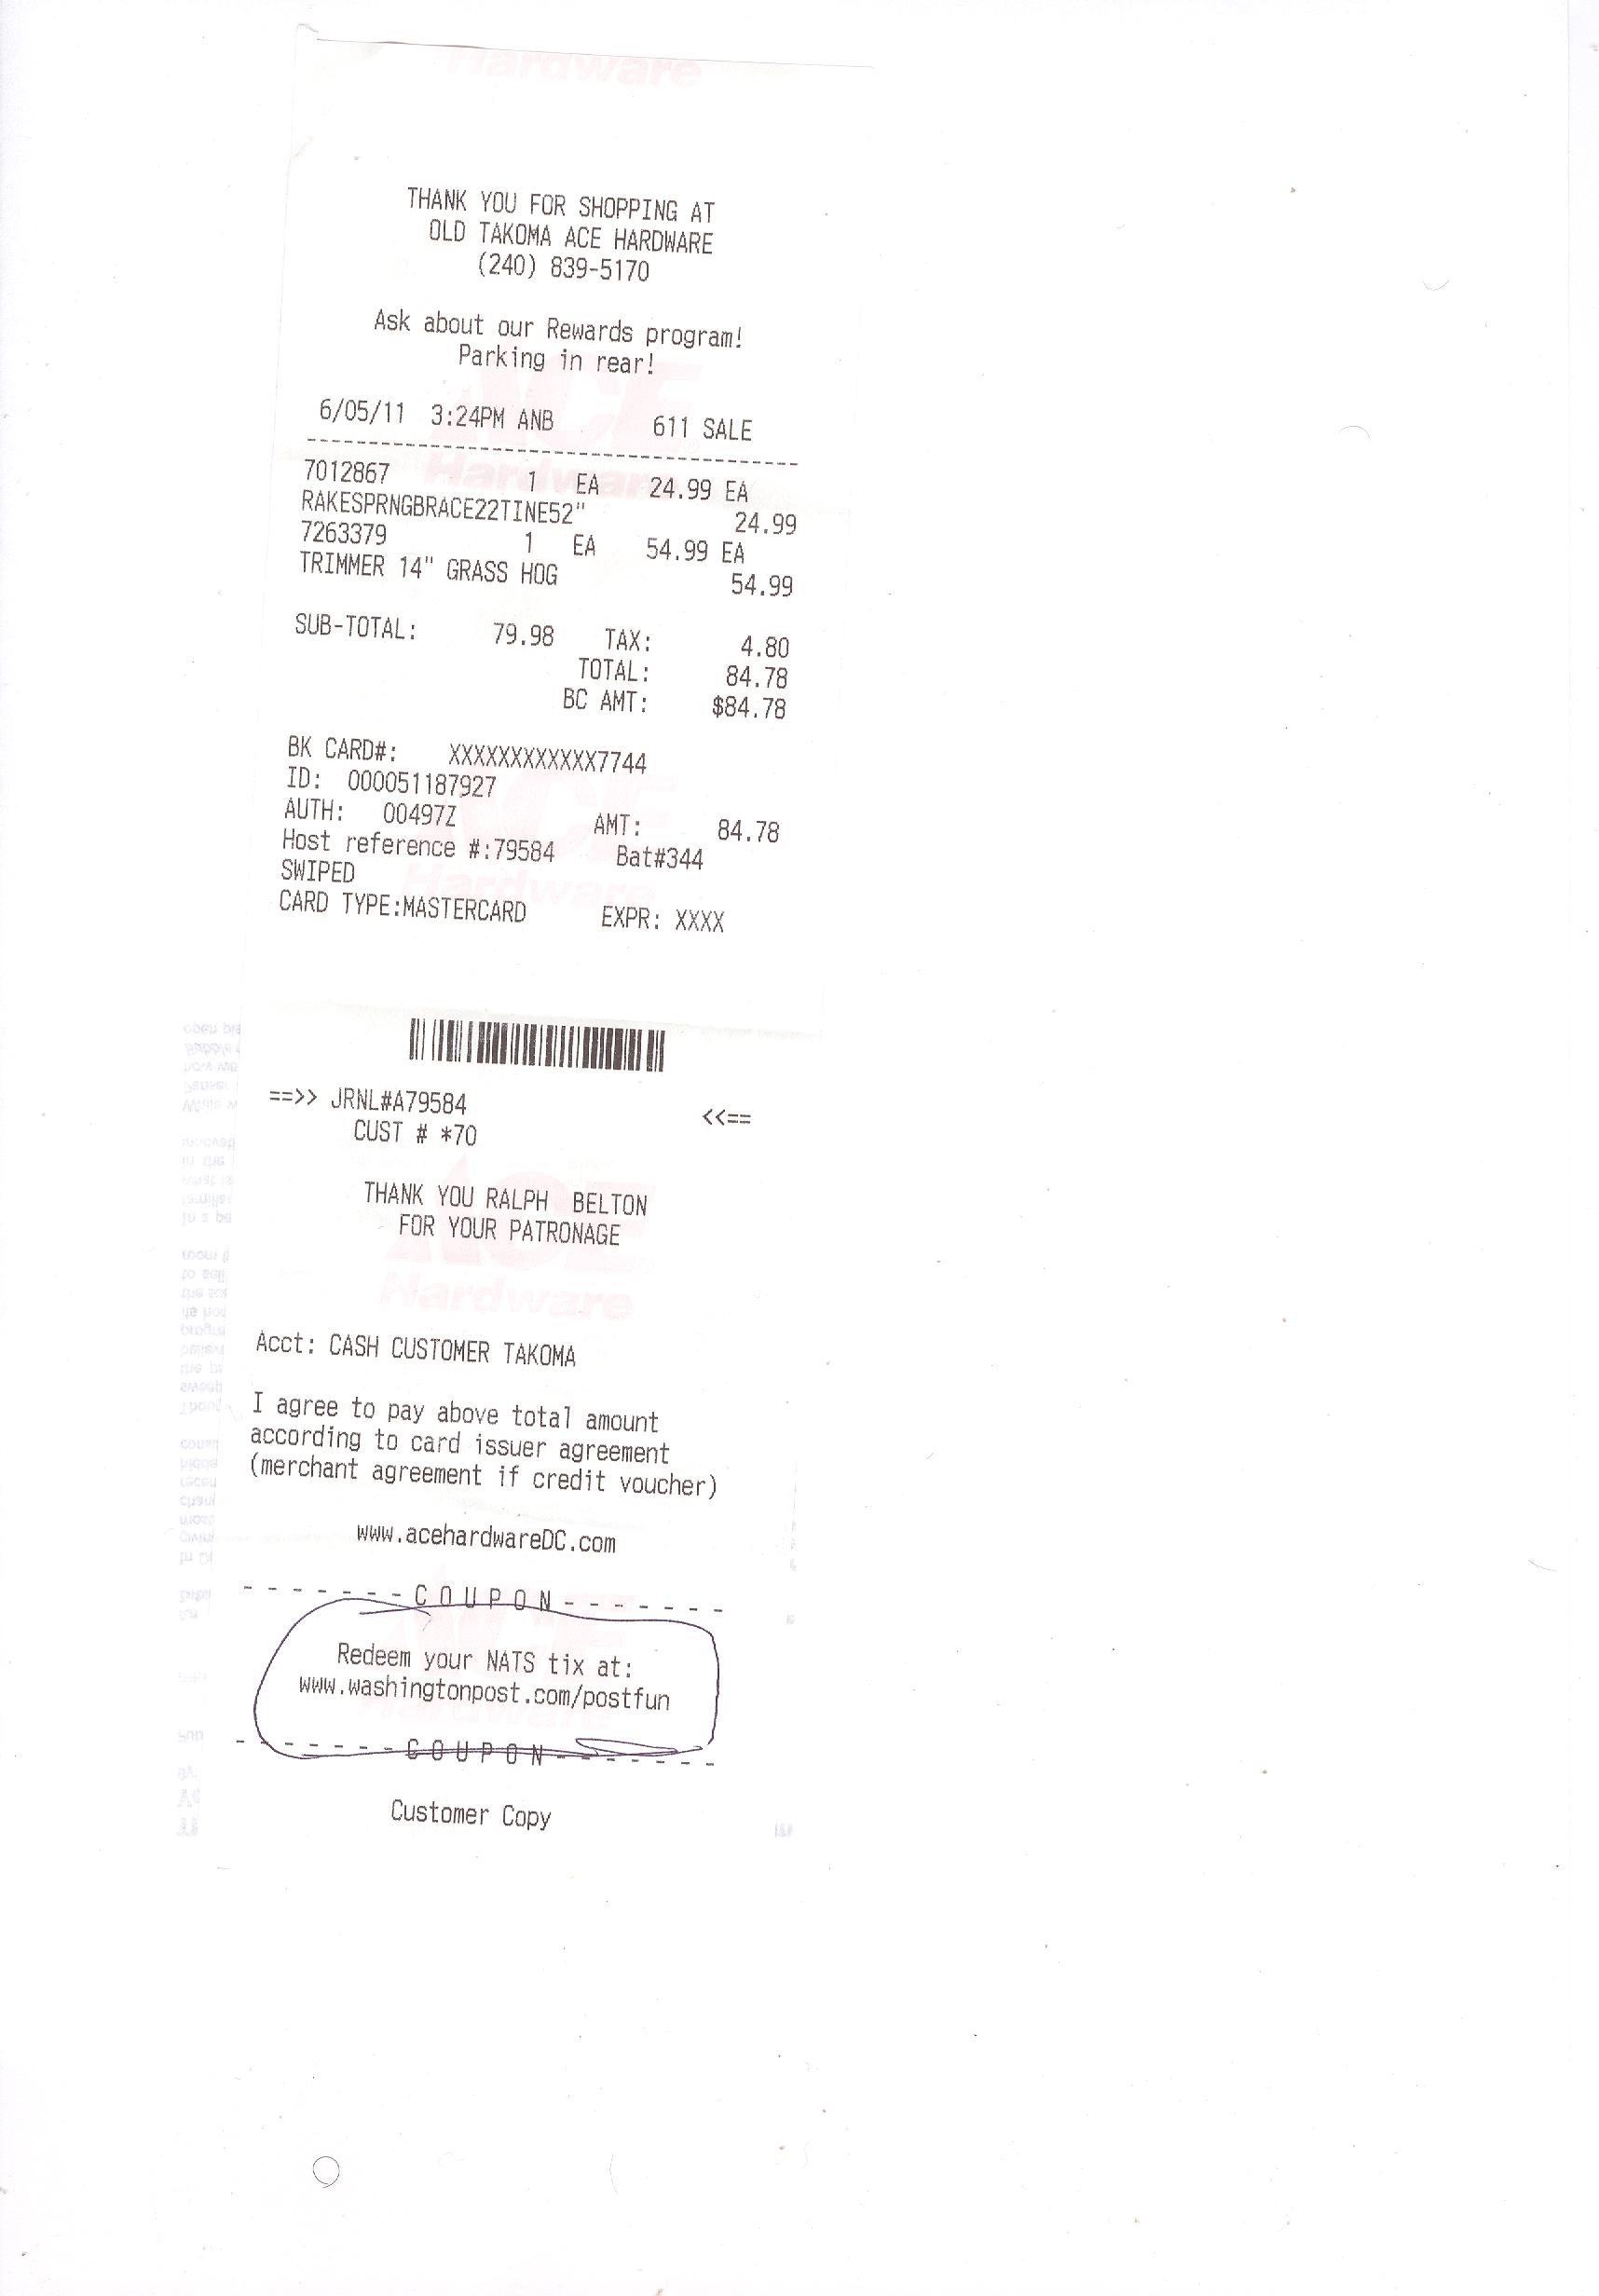 Hardware
THANK YOU FOR SHOPPING AT
OLD TAKOMA ACE HARDWARE
(240) 839-5170
Ask about our Rewards program!
Parking in rear!
6/05/11 3:24PM ANB 611 SALE
7012867 1 EA 24.99 EA
RAKESPRNGBRACE22TINE52" 24.99
7263379 1 EA 54.99 EA
TRIMMER 14" GRASS HOG 54.99
SUB-TOTAL: 79.98 TAX: 4.80
TOTAL: 84.78
BC AMT: $84.78
BK CARD#: XXXXXXXXXXXX7744
ID: 000051187927
AUTH: 00497Z AMT: 84.78
Host reference #:79584 Bat#344
SWIPED
CARD TYPE:MASTERCARD EXPR: XXXX
==>> JRNL#A79584 <<==
CUST # *70
THANK YOU RALPH BELTON
FOR YOUR PATRONAGE
ACE
Hardware
Acct: CASH CUSTOMER TAKOMA
I agree to pay above total amount
according to card issuer agreement
(merchant agreement if credit voucher)
www.acehardwareDC.com
- - - - - - - C O U P O N - - - - - - -
Redeem your NATS tix at:
www.washingtonpost.com/postfun
- - - - - - - C O U P O N - - - - - - -
Customer Copy